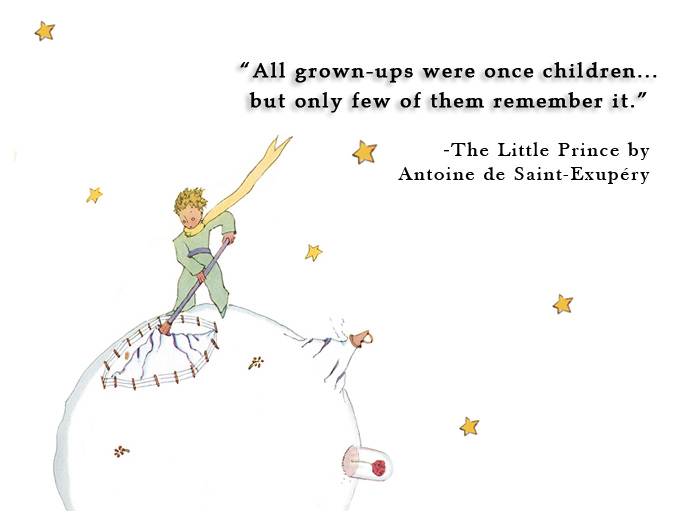 “All grown-ups were once children...
but only few of them remember it.”
-The Little Prince by
Antoine de Saint-Exupéry